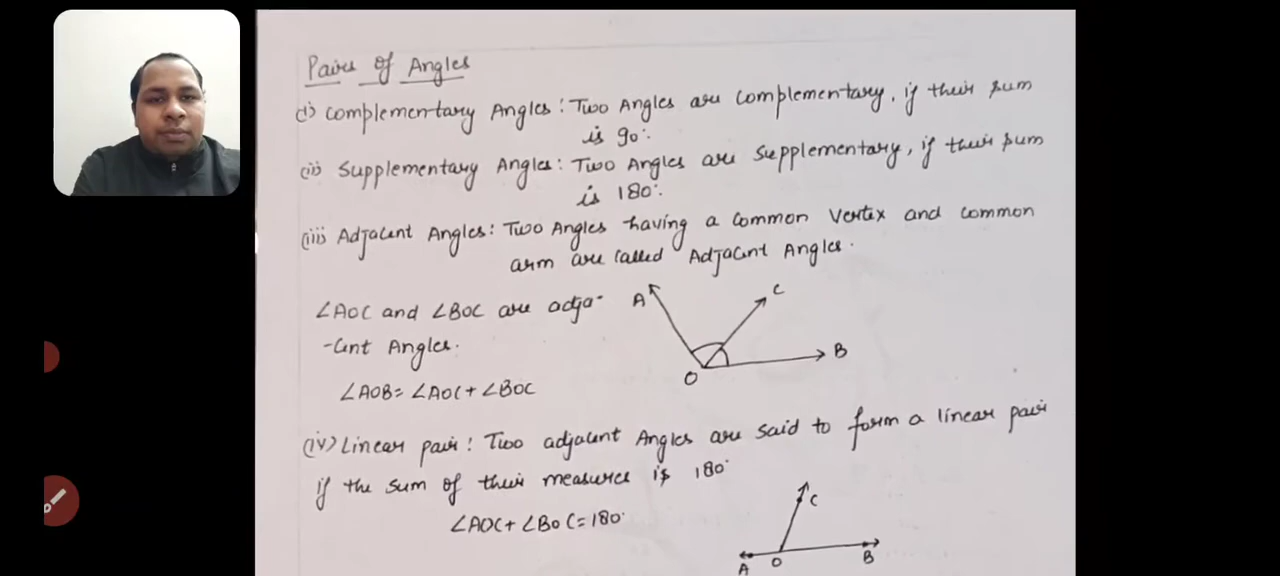 Pairs of Angles
(i) Complementary Angles: Two Angles are complementary, if their sum
is 90°.
(ii) Supplementary Angles: Two Angles are supplementary, if their sum
is 180°.
(iii) Adjacent Angles: Two Angles having a common vertex and common
arm are called Adjacent Angles.
∠AOC and ∠BOC are adja-
-cent Angles.
A
C
B
O
∠AOB = ∠AOC + ∠BOC
(iv) Linear pair: Two adjacent Angles are said to form a linear pair
if the sum of their measures is 180°
∠AOC + ∠BOC = 180°
C
A
O
B